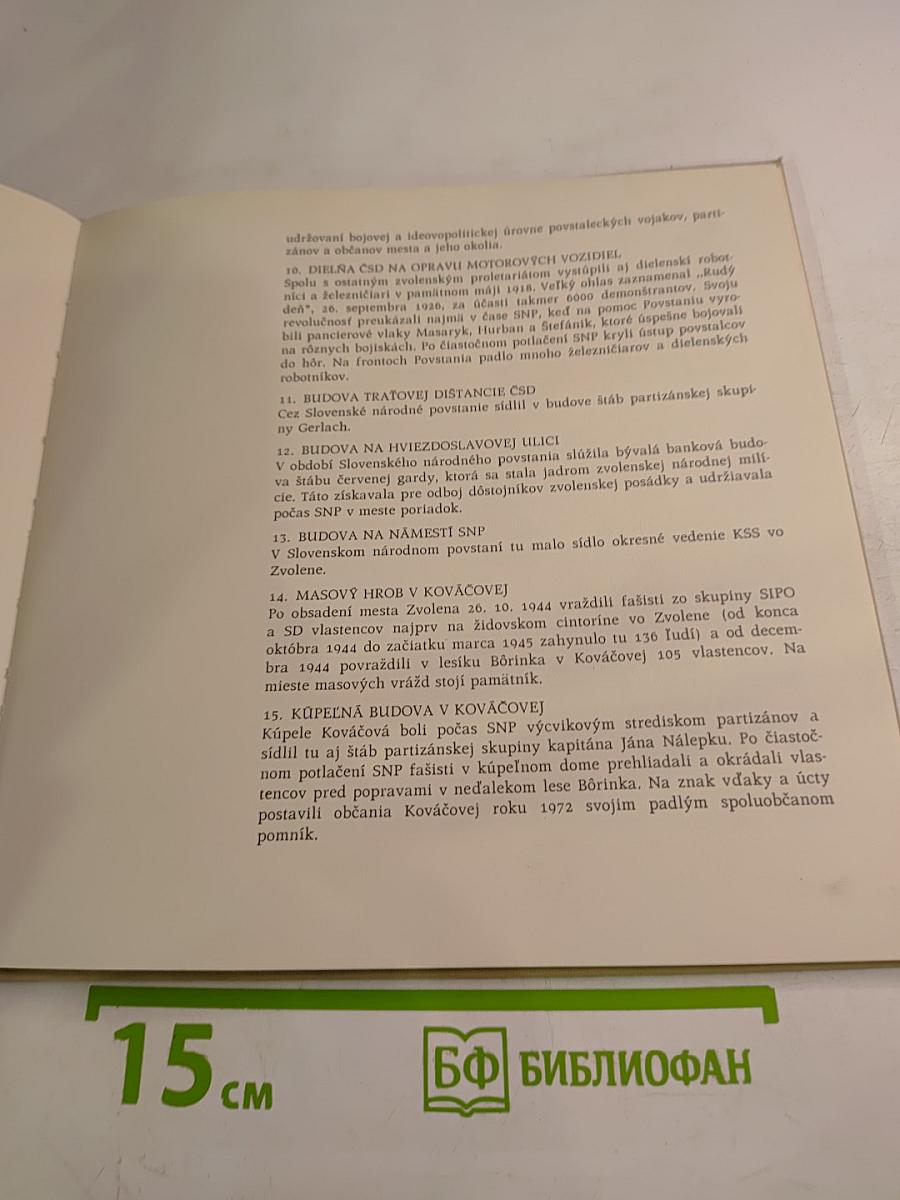 udržovaní bojovej a ideovopolitickej úrovne povstaleckých vojakov, parti-
zánov a občanov mesta a jeho okolia.
10. DIELŇA ČSD NA OPRAVU MOTOROVÝCH VOZIDIEL
Spolu s ostatným zvolenským proletariátom vystúpili aj dielenskí robot-
níci a železničiari v pamätnom máji 1918. Veľký ohlas zaznamenal „Rudý
deň", 26. septembra 1926, za účasti takmer 6000 demonštrantov. Svoju
revolučnosť preukázali najmä v čase SNP, keď na pomoc Povstaniu vyro-
bili pancierové vlaky Masaryk, Hurban a Štefánik, ktoré úspešne bojovali
na rôznych bojiskách. Po čiastočnom potlačení SNP kryli ústup povstalcov
do hôr. Na frontoch Povstania padlo mnoho železničiarov a dielenských
robotníkov.
11. BUDOVA TRAŤOVEJ DIŠTANCIE ČSD
Cez Slovenské národné povstanie sídlil v budove štáb partizánskej skupi-
ny Gerlach.
12. BUDOVA NA HVIEZDOSLAVOVEJ ULICI
V období Slovenského národného povstania slúžila bývalá banková budo-
va štábu červenej gardy, ktorá sa stala jadrom zvolenskej národnej milí-
cie. Táto získavala pre odboj dôstojníkov zvolenskej posádky a udržiavala
počas SNP v meste poriadok.
13. BUDOVA NA NÁMESTÍ SNP
V Slovenskom národnom povstaní tu malo sídlo okresné vedenie KSS vo
Zvolene.
14. MASOVÝ HROB V KOVÁČOVEJ
Po obsadení mesta Zvolena 26. 10. 1944 vraždili fašisti zo skupiny SIPO
a SD vlastencov najprv na židovskom cintoríne vo Zvolene (od konca
októbra 1944 do začiatku marca 1945 zahynulo tu 136 ľudí) a od decem-
bra 1944 povraždili v lesíku Bôrinka v Kováčovej 105 vlastencov. Na
mieste masových vrážd stojí pamätník.
15. KÚPEĽNÁ BUDOVA V KOVÁČOVEJ
Kúpele Kováčová boli počas SNP výcvikovým strediskom partizánov a
sídlil tu aj štáb partizánskej skupiny kapitána Jána Nálepku. Po čiastoč-
nom potlačení SNP fašisti v kúpeľnom dome prehliadali a okrádali vlas-
tencov pred popravami v neďalekom lese Bôrinka. Na znak vďaky a úcty
postavili občania Kováčovej roku 1972 svojim padlým spoluobčanom
pomník.
15 см
БФ БИБЛИОФАН